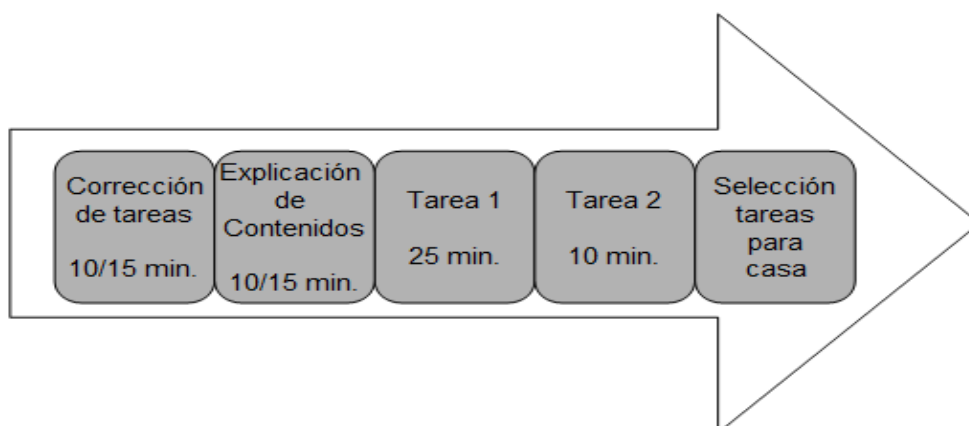 Corrección
de tareas
10/15 min.
Explicación
de
Contenidos
10/15 min.
Tarea 1
25 min.
Tarea 2
10 min.
Selección
tareas
para
casa